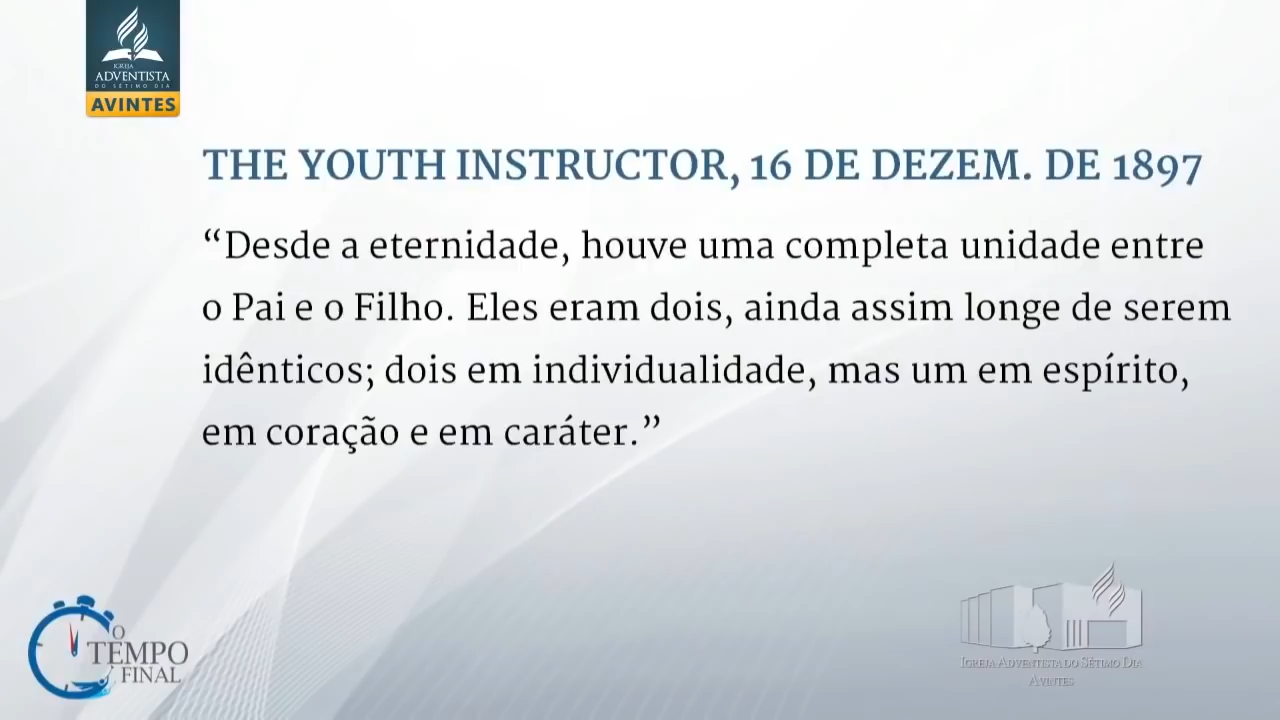 IGREJA
ADVENTISTA
DO SÉTIMO DIA
AVINTES
THE YOUTH INSTRUCTOR, 16 DE DEZEM. DE 1897
“Desde a eternidade, houve uma completa unidade entre
o Pai e o Filho. Eles eram dois, ainda assim longe de serem
idênticos; dois em individualidade, mas um em espírito,
em coração e em caráter.”
O
TEMPO
FINAL
IGREJA ADVENTISTA DO SÉTIMO DIA
AVINTES